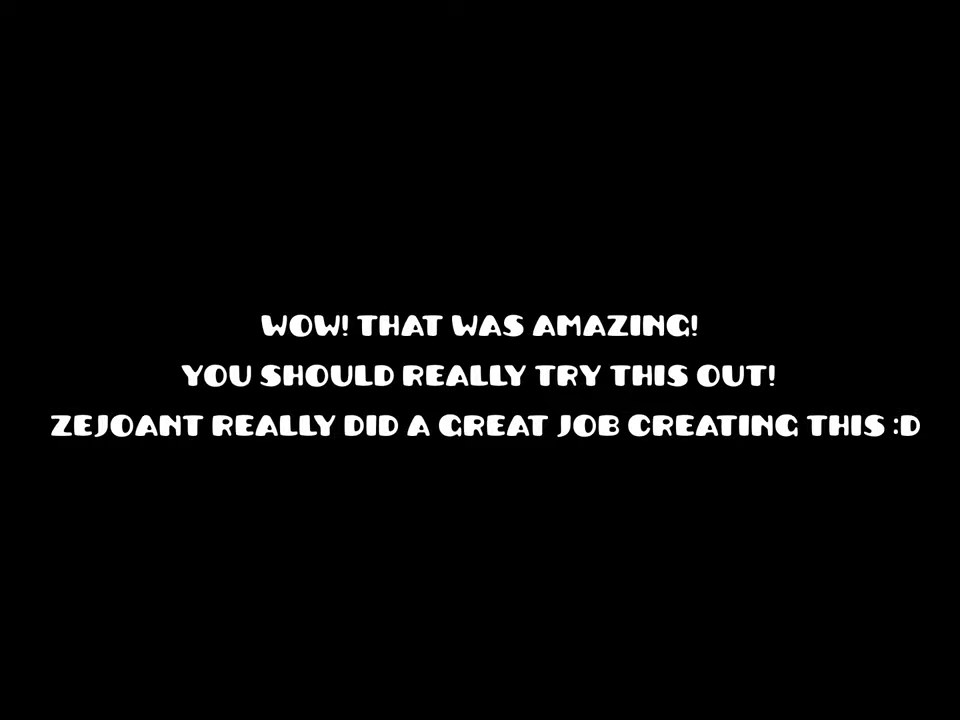 WOW! THAT WAS AMAZING!
YOU SHOULD REALLY TRY THIS OUT!
ZEJOANT REALLY DID A GREAT JOB CREATING THIS :D